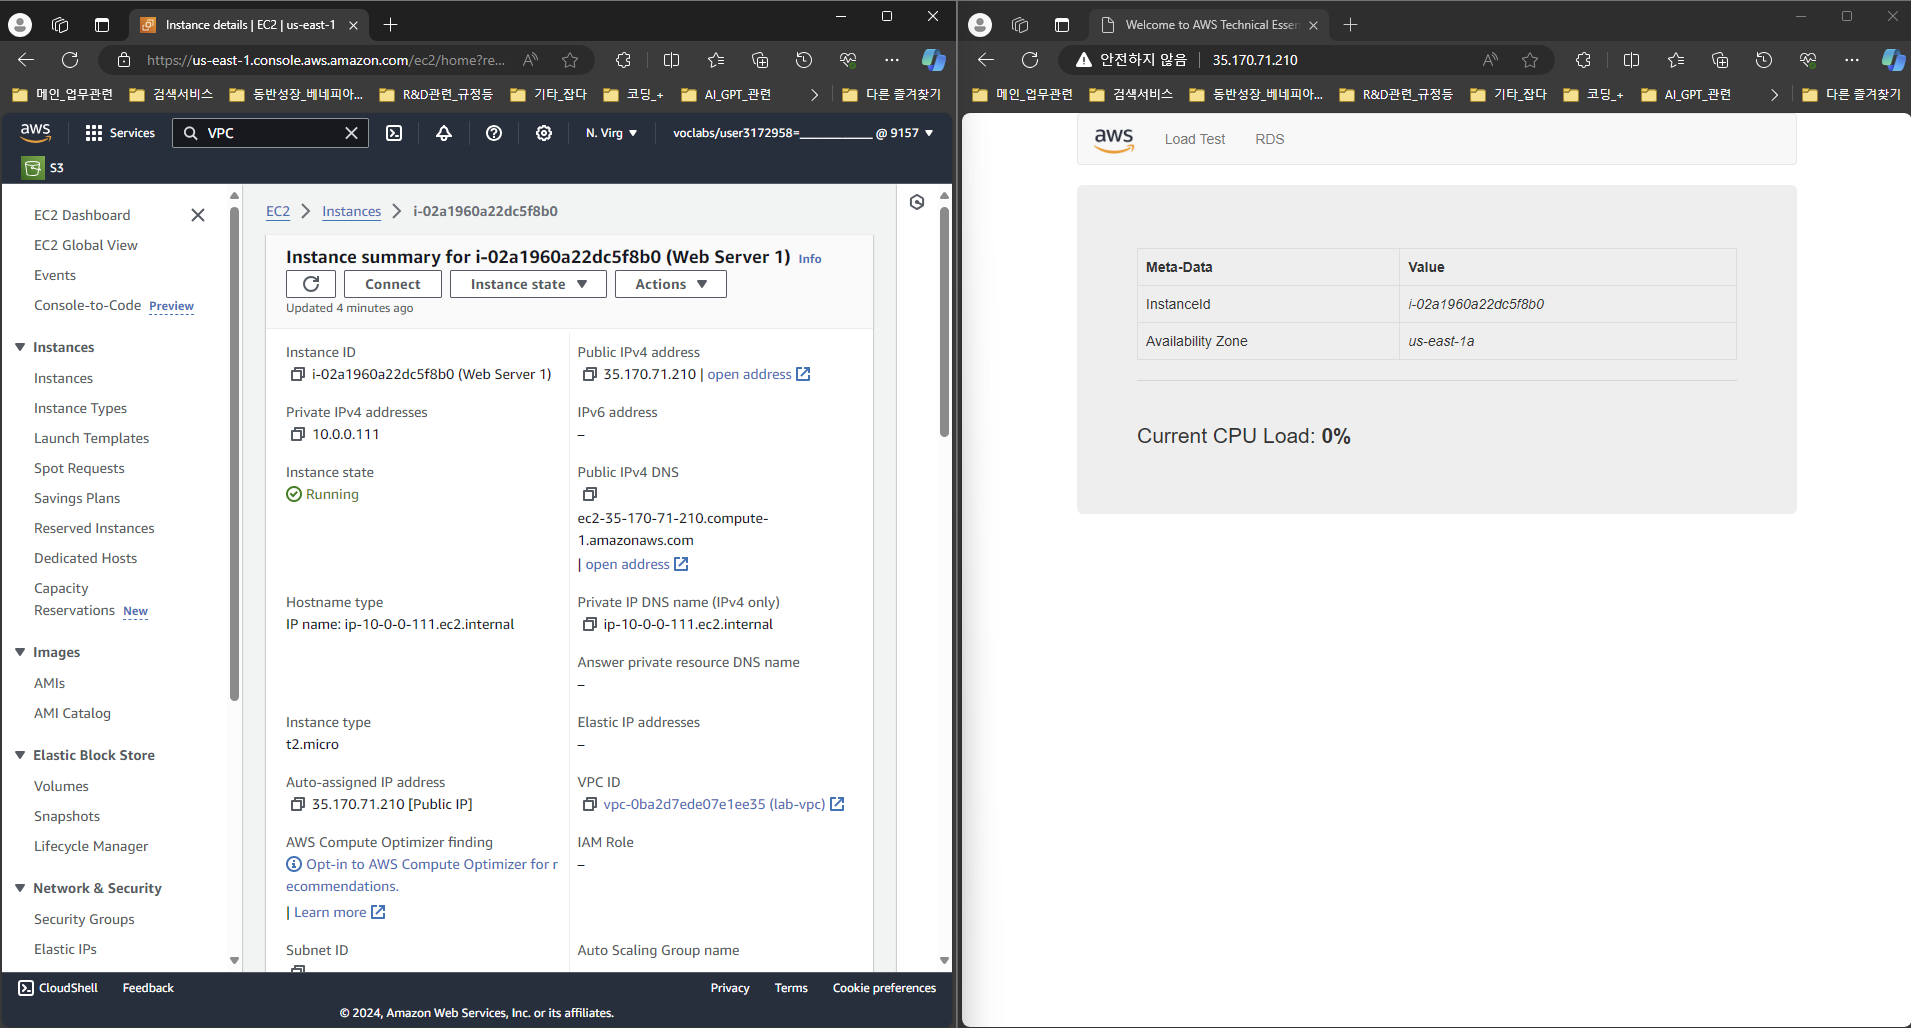 Instance details | EC2 | us-east-1
https://us-east-1.console.aws.amazon.com/ec2/home?re...
메인_업무관련
검색서비스
동반성장_베네피아...
R&D관련_규정등
기타_잡다
코딩_+
AI_GPT_관련
다른 즐겨찾기
aws
Services
VPC
N. Virg
voclabs/user3172958=____________ @ 9157
S3
EC2 Dashboard
EC2 Global View
Events
Console-to-Code Preview
Instances
Instances
Instance Types
Launch Templates
Spot Requests
Savings Plans
Reserved Instances
Dedicated Hosts
Capacity
Reservations New
Images
AMIs
AMI Catalog
Elastic Block Store
Volumes
Snapshots
Lifecycle Manager
Network & Security
Security Groups
Elastic IPs
EC2 > Instances > i-02a1960a22dc5f8b0
Instance summary for i-02a1960a22dc5f8b0 (Web Server 1) Info
Connect
Instance state
Actions
Updated 4 minutes ago
Instance ID
i-02a1960a22dc5f8b0 (Web Server 1)
Public IPv4 address
35.170.71.210 | open address
Private IPv4 addresses
10.0.0.111
IPv6 address
–
Instance state
Running
Public IPv4 DNS
ec2-35-170-71-210.compute-
1.amazonaws.com
| open address
Hostname type
IP name: ip-10-0-0-111.ec2.internal
Private IP DNS name (IPv4 only)
ip-10-0-0-111.ec2.internal
Answer private resource DNS name
–
Instance type
t2.micro
Elastic IP addresses
–
Auto-assigned IP address
35.170.71.210 [Public IP]
VPC ID
vpc-0ba2d7ede07e1ee35 (lab-vpc)
AWS Compute Optimizer finding
Opt-in to AWS Compute Optimizer for r
ecommendations.
| Learn more
IAM Role
–
Subnet ID
Auto Scaling Group name
CloudShell
Feedback
Privacy
Terms
Cookie preferences
© 2024, Amazon Web Services, Inc. or its affiliates.
Welcome to AWS Technical Essen
안전하지 않음
35.170.71.210
메인_업무관련
검색서비스
동반성장_베네피아...
R&D관련_규정등
기타_잡다
코딩_+
AI_GPT_관련
다른 즐겨찾기
aws
Load Test
RDS
Meta-Data Value
InstanceId i-02a1960a22dc5f8b0
Availability Zone us-east-1a
Current CPU Load: 0%